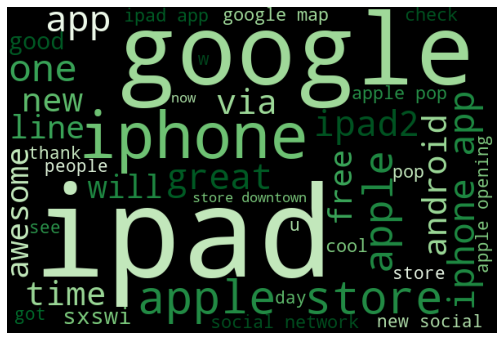 ipad app
google map
check
app
good
google
w
one
now
apple pop
new
via
line
iphone
ipad2
thank
people
will
great
free
pop
android
iphone app
apple opening
awesome
ipad
store downtown
apple
see
u
cool
store
time
apple store
day
got
sxswi
social network
new social